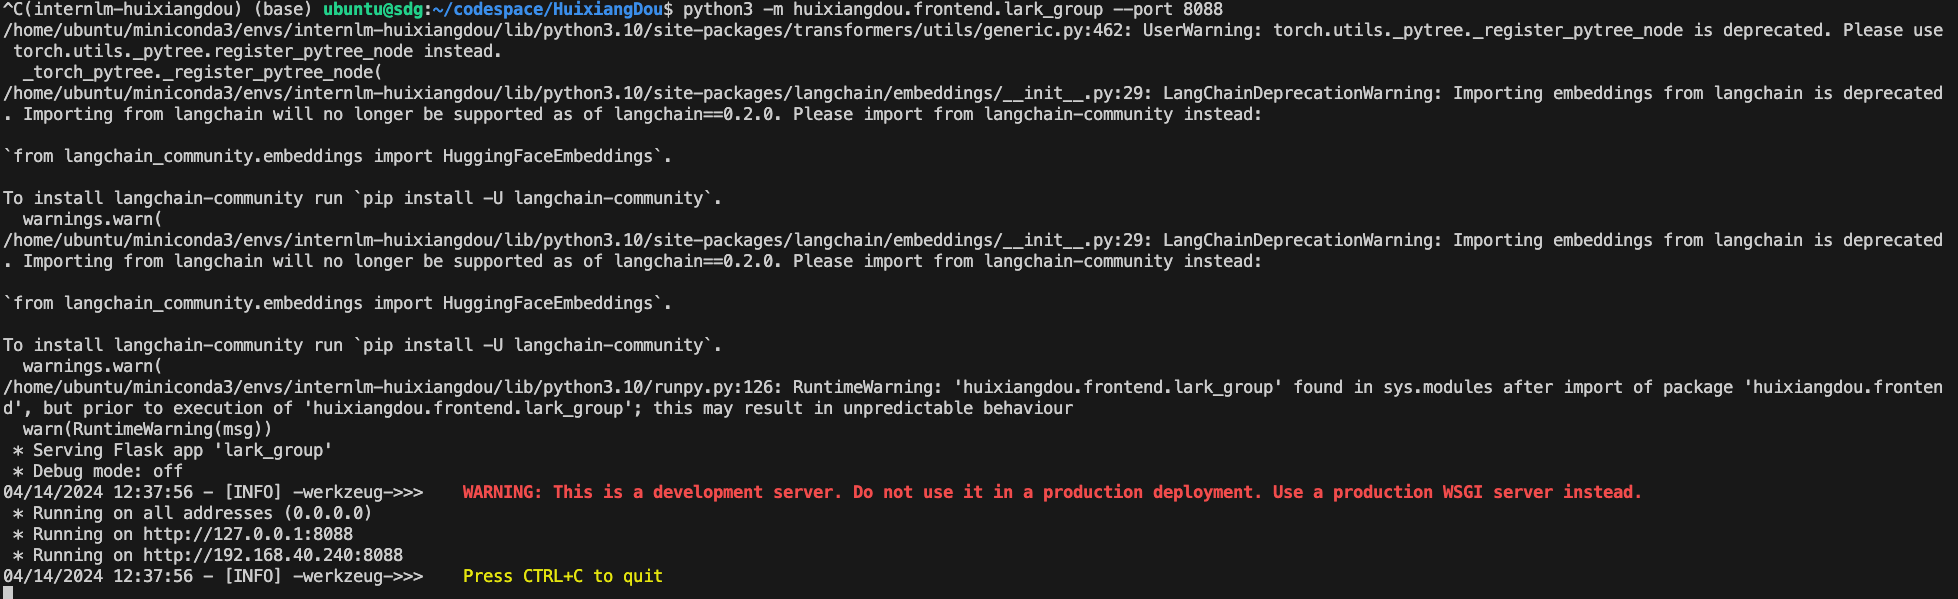 ^C(internlm-huixiangdou) (base) ubuntu@sdg:~/codespace/HuixiangDou$ python3 -m huixiangdou.frontend.lark_group --port 8088
/home/ubuntu/miniconda3/envs/internlm-huixiangdou/lib/python3.10/site-packages/transformers/utils/generic.py:462: UserWarning: torch.utils._pytree._register_pytree_node is deprecated. Please use
 torch.utils._pytree.register_pytree_node instead.
  _torch_pytree._register_pytree_node(
/home/ubuntu/miniconda3/envs/internlm-huixiangdou/lib/python3.10/site-packages/langchain/embeddings/__init__.py:29: LangChainDeprecationWarning: Importing embeddings from langchain is deprecated
. Importing from langchain will no longer be supported as of langchain==0.2.0. Please import from langchain-community instead:

`from langchain_community.embeddings import HuggingFaceEmbeddings`.

To install langchain-community run `pip install -U langchain-community`.
  warnings.warn(
/home/ubuntu/miniconda3/envs/internlm-huixiangdou/lib/python3.10/site-packages/langchain/embeddings/__init__.py:29: LangChainDeprecationWarning: Importing embeddings from langchain is deprecated
. Importing from langchain will no longer be supported as of langchain==0.2.0. Please import from langchain-community instead:

`from langchain_community.embeddings import HuggingFaceEmbeddings`.

To install langchain-community run `pip install -U langchain-community`.
  warnings.warn(
/home/ubuntu/miniconda3/envs/internlm-huixiangdou/lib/python3.10/runpy.py:126: RuntimeWarning: 'huixiangdou.frontend.lark_group' found in sys.modules after import of package 'huixiangdou.fronten
d', but prior to execution of 'huixiangdou.frontend.lark_group'; this may result in unpredictable behaviour
  warn(RuntimeWarning(msg))
 * Serving Flask app 'lark_group'
 * Debug mode: off
04/14/2024 12:37:56 - [INFO] -werkzeug->>>    WARNING: This is a development server. Do not use it in a production deployment. Use a production WSGI server instead.
 * Running on all addresses (0.0.0.0)
 * Running on http://127.0.0.1:8088
 * Running on http://192.168.40.240:8088
04/14/2024 12:37:56 - [INFO] -werkzeug->>>    Press CTRL+C to quit